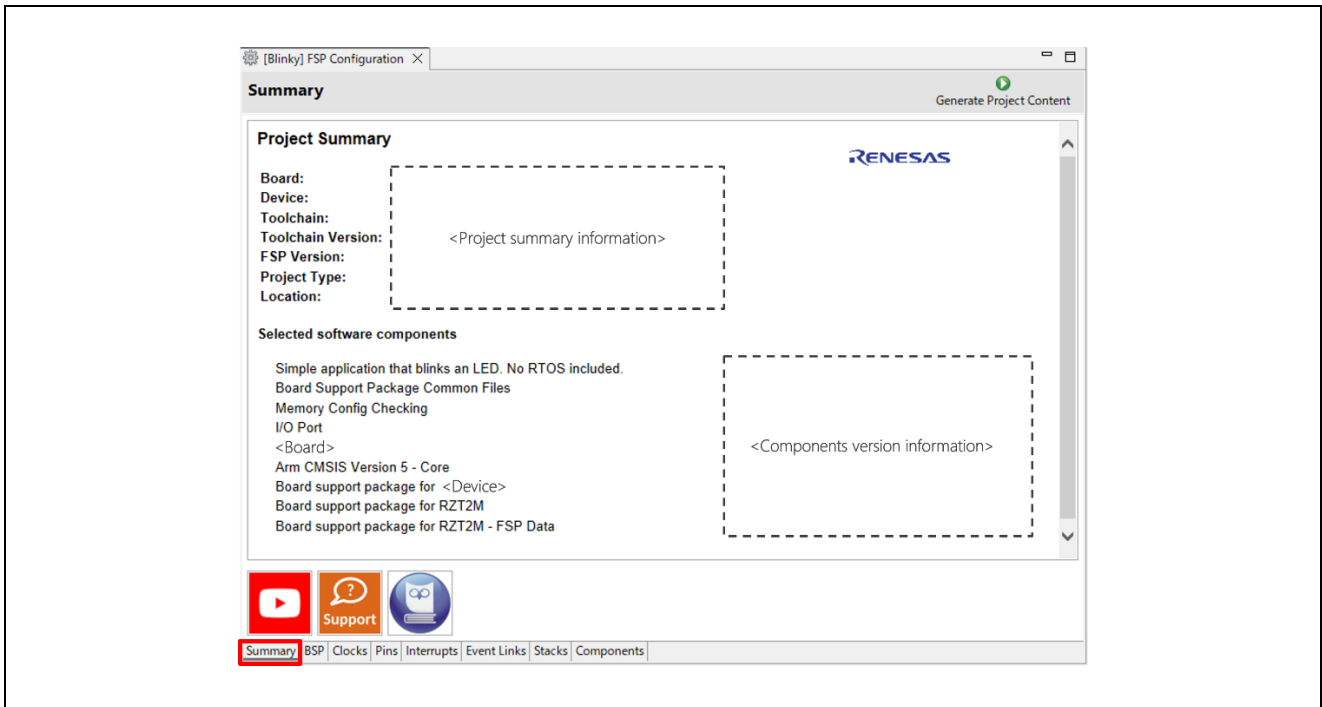 [Blinky] FSP Configuration
Summary
Generate Project Content
Project Summary
RENESAS
Board:
Device:
Toolchain:
Toolchain Version:
FSP Version:
Project Type:
Location:
<Project summary information>
Selected software components
Simple application that blinks an LED. No RTOS included.
Board Support Package Common Files
Memory Config Checking
I/O Port
<Board>
Arm CMSIS Version 5 - Core
Board support package for <Device>
Board support package for RZT2M
Board support package for RZT2M - FSP Data
<Components version information>
Support
Summary BSP Clocks Pins Interrupts Event Links Stacks Components